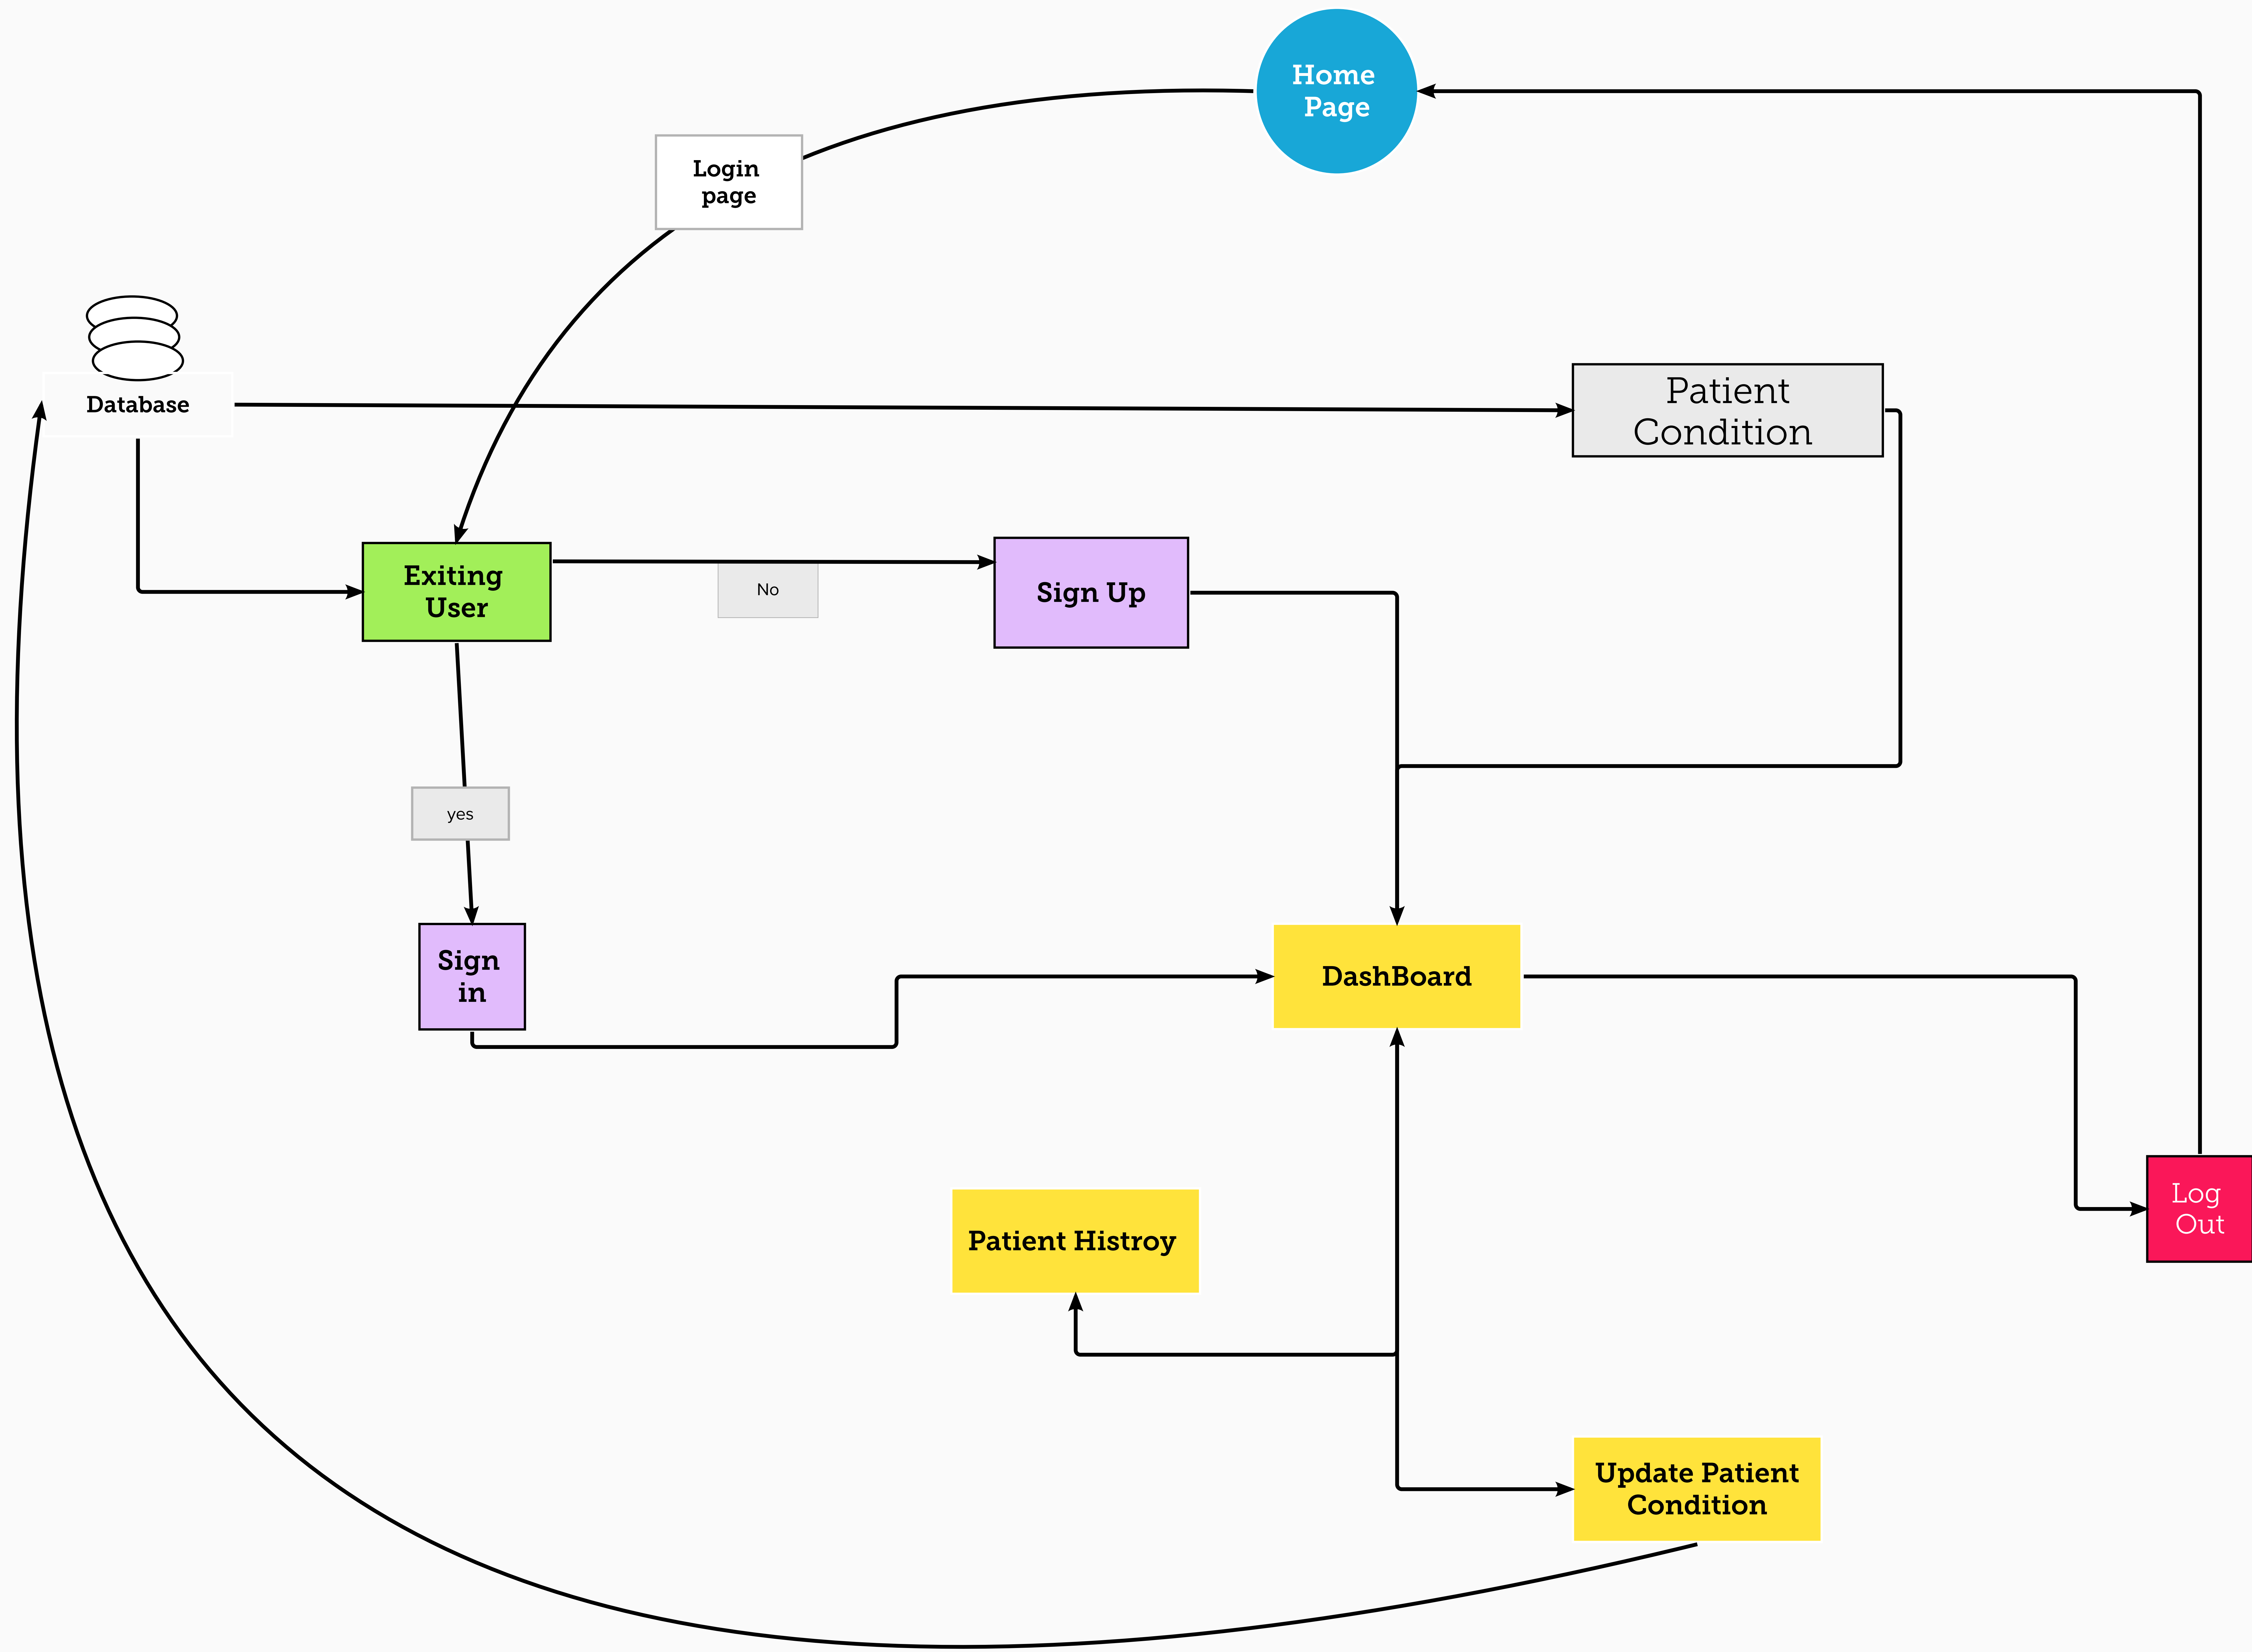 Home
Page
Login
page
Database
Patient
Condition
Exiting
User
No
Sign Up
yes
Sign
in
DashBoard
Patient Histroy
Log
Out
Update Patient
Condition